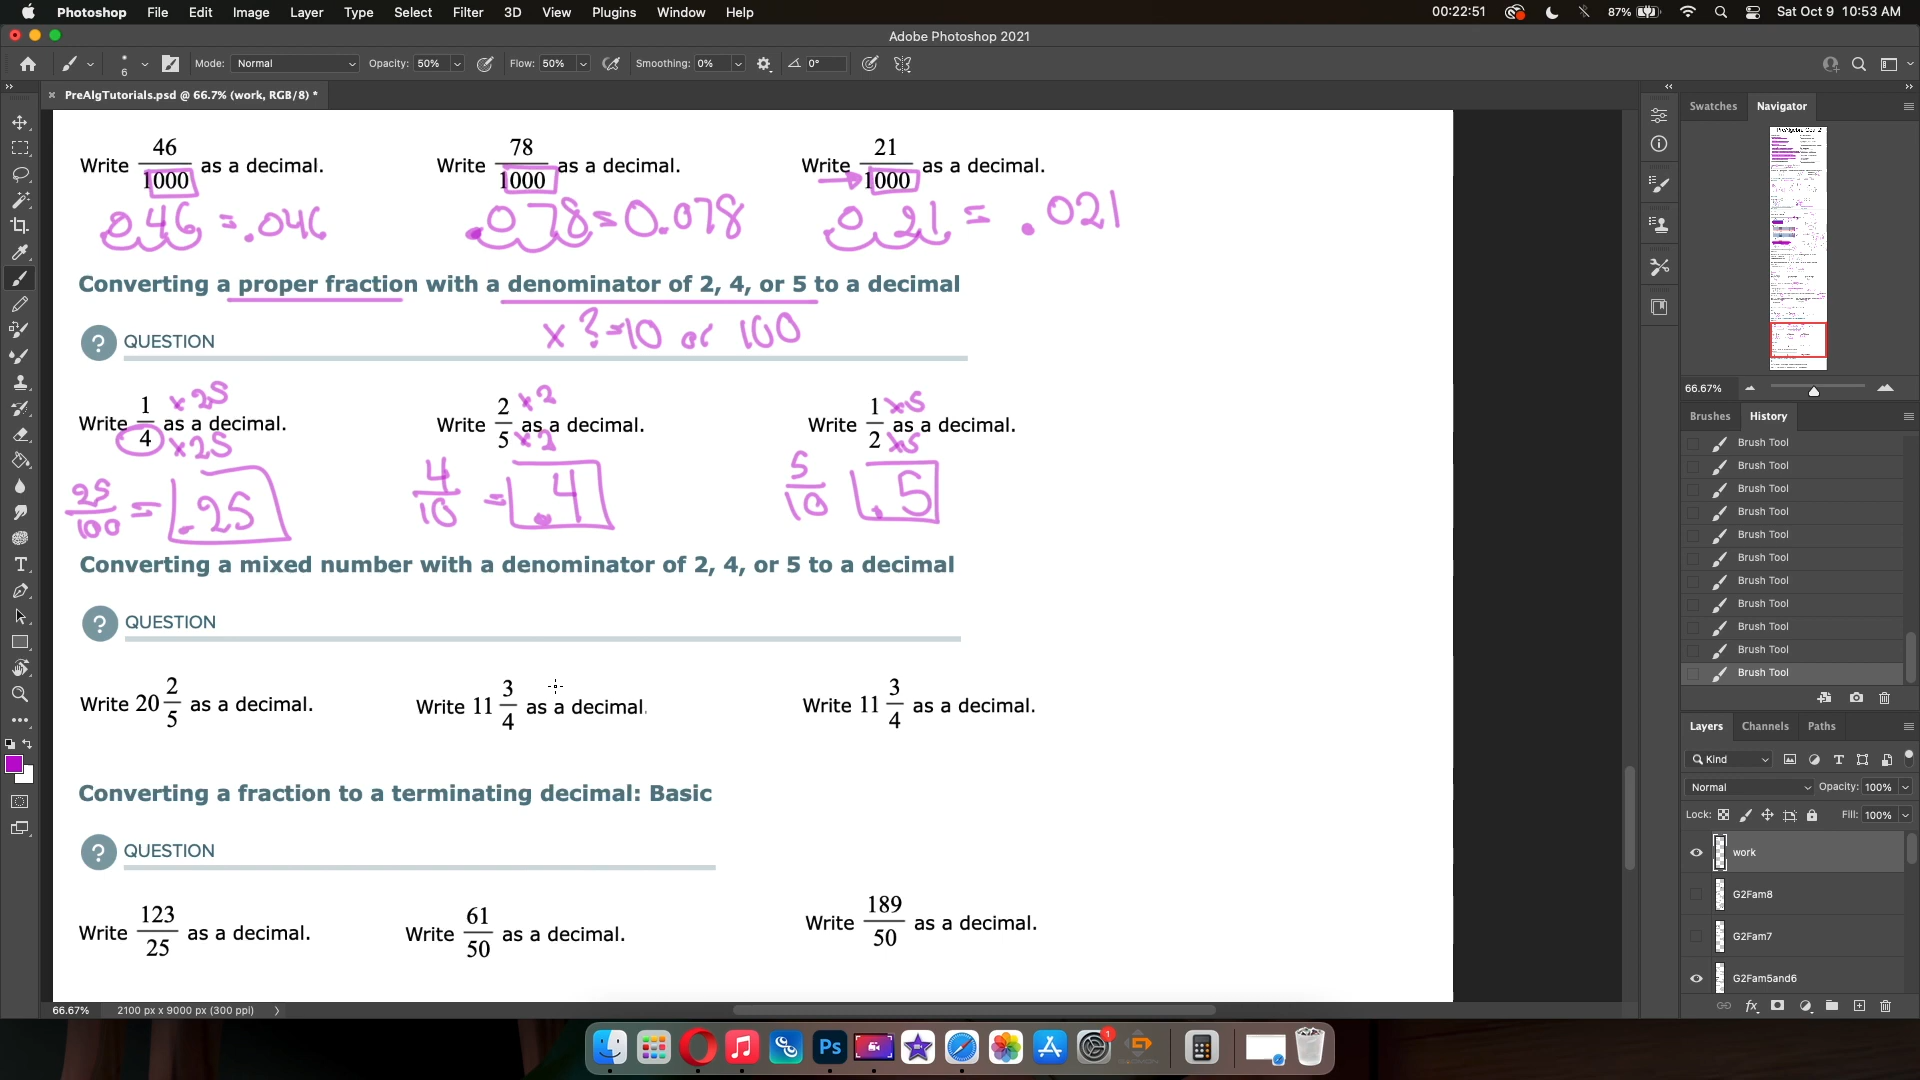 Photoshop File Edit Image Layer Type Select Filter 3D View Plugins Window Help 00:22:51 87% Sat Oct 9 10:53 AM
Adobe Photoshop 2021
6 Mode: Normal Opacity: 50% Flow: 50% Smoothing: 0% 0°
PreAlgTutorials.psd @ 66.7% (work, RGB/8) *
Swatches Navigator
Write 46/1000 as a decimal. Write 78/1000 as a decimal. Write 21/1000 as a decimal.
046 = .046 .078 = 0.078 021 = .021
Converting a proper fraction with a denominator of 2, 4, or 5 to a decimal
x ? = 10 or 100
? QUESTION
x25 x2 x5
Write 1/4 as a decimal. Write 2/5 as a decimal. Write 1/2 as a decimal.
x25 x2 x5
25/100 = .25 4/10 = .4 5/10 .5
Converting a mixed number with a denominator of 2, 4, or 5 to a decimal
? QUESTION
Write 20 2/5 as a decimal. Write 11 3/4 as a decimal. Write 11 3/4 as a decimal.
Converting a fraction to a terminating decimal: Basic
? QUESTION
Write 123/25 as a decimal. Write 61/50 as a decimal. Write 189/50 as a decimal.
66.67% 2100 px x 9000 px (300 ppi)
66.67%
Brushes History
Brush Tool
Brush Tool
Brush Tool
Brush Tool
Brush Tool
Brush Tool
Brush Tool
Brush Tool
Brush Tool
Brush Tool
Brush Tool
Layers Channels Paths
Kind
Normal Opacity: 100%
Lock: Fill: 100%
work
G2Fam8
G2Fam7
G2Fam5and6
Ps
1